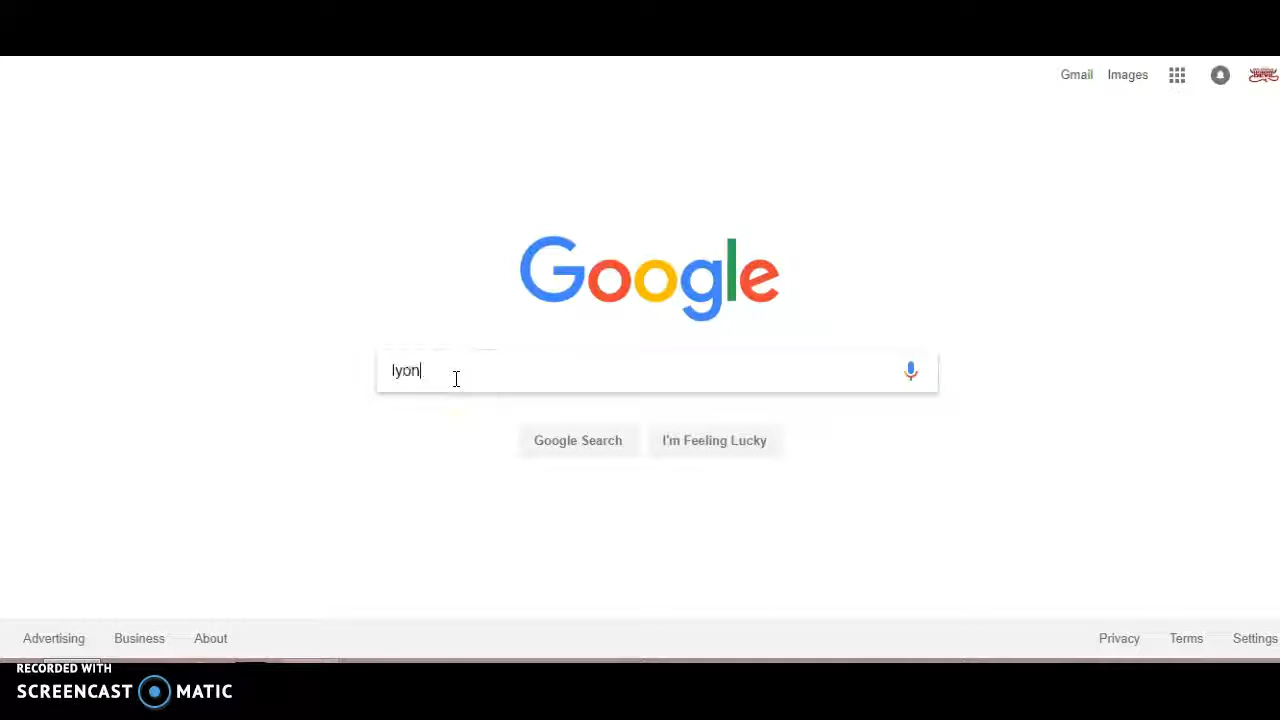 Gmail Images
Google
lyon
Google Search I'm Feeling Lucky
Advertising Business About Privacy Terms Settings
RECORDED WITH
SCREENCAST MATIC